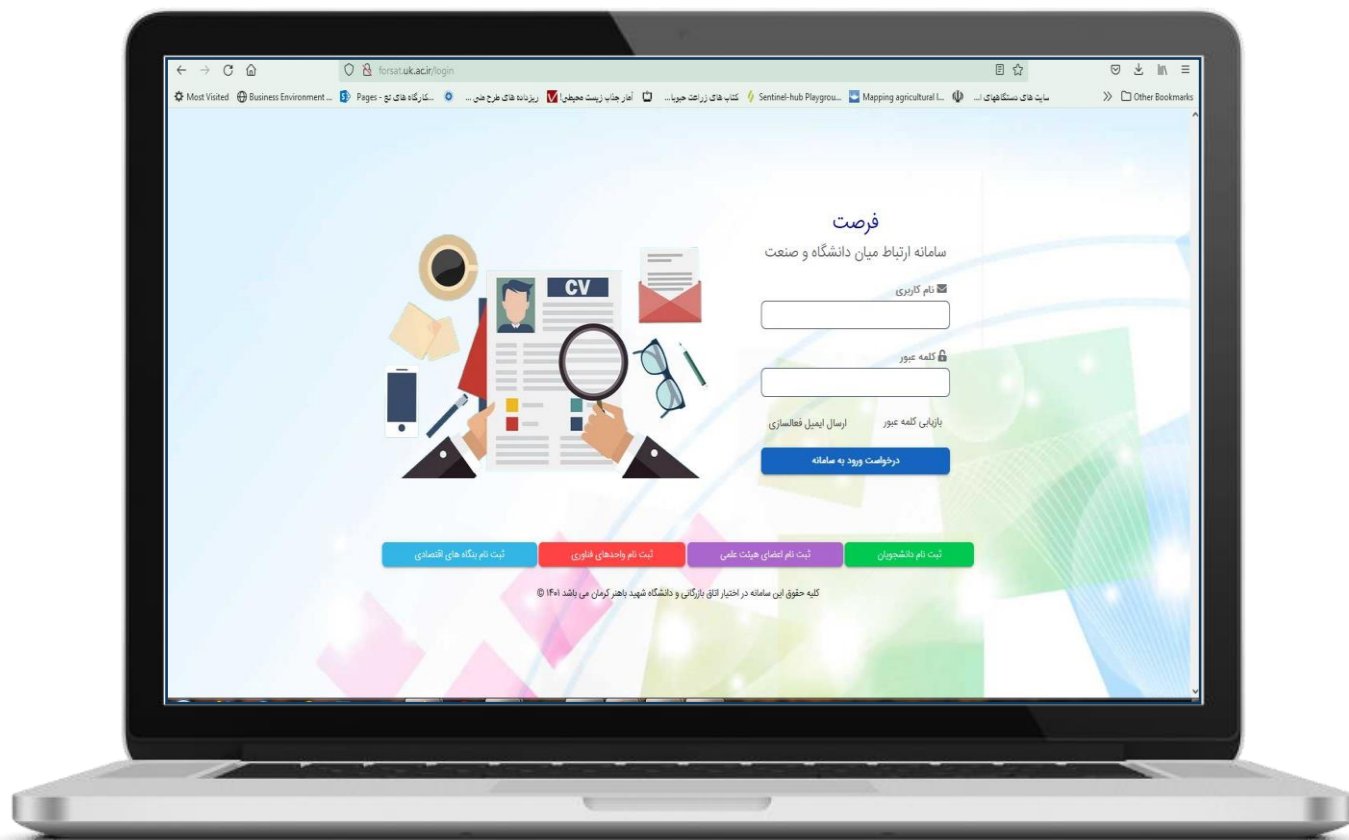 forsat.uk.ac.ir/login
Most Visited Business Environment ... Pages - کارگاه های نچ... ریزداده های طرح ملی ... آمار جذاب زیست محیطی! کتاب های زراعت حبوبا... Sentinel-hub Playgrou... Mapping agricultural l... سایت های دستگاههای ا... Other Bookmarks
فرصت
سامانه ارتباط میان دانشگاه و صنعت
نام کاربری
CV
کلمه عبور
بازیابی کلمه عبور ارسال ایمیل فعالسازی
درخواست ورود به سامانه
ثبت نام دانشجویان ثبت نام اعضای هیئت علمی ثبت نام واحدهای فناوری ثبت نام بنگاه های اقتصادی
کلیه حقوق این سامانه در اختیار اتاق بازرگانی و دانشگاه شهید باهنر کرمان می باشد ۱۴۰۱ ©